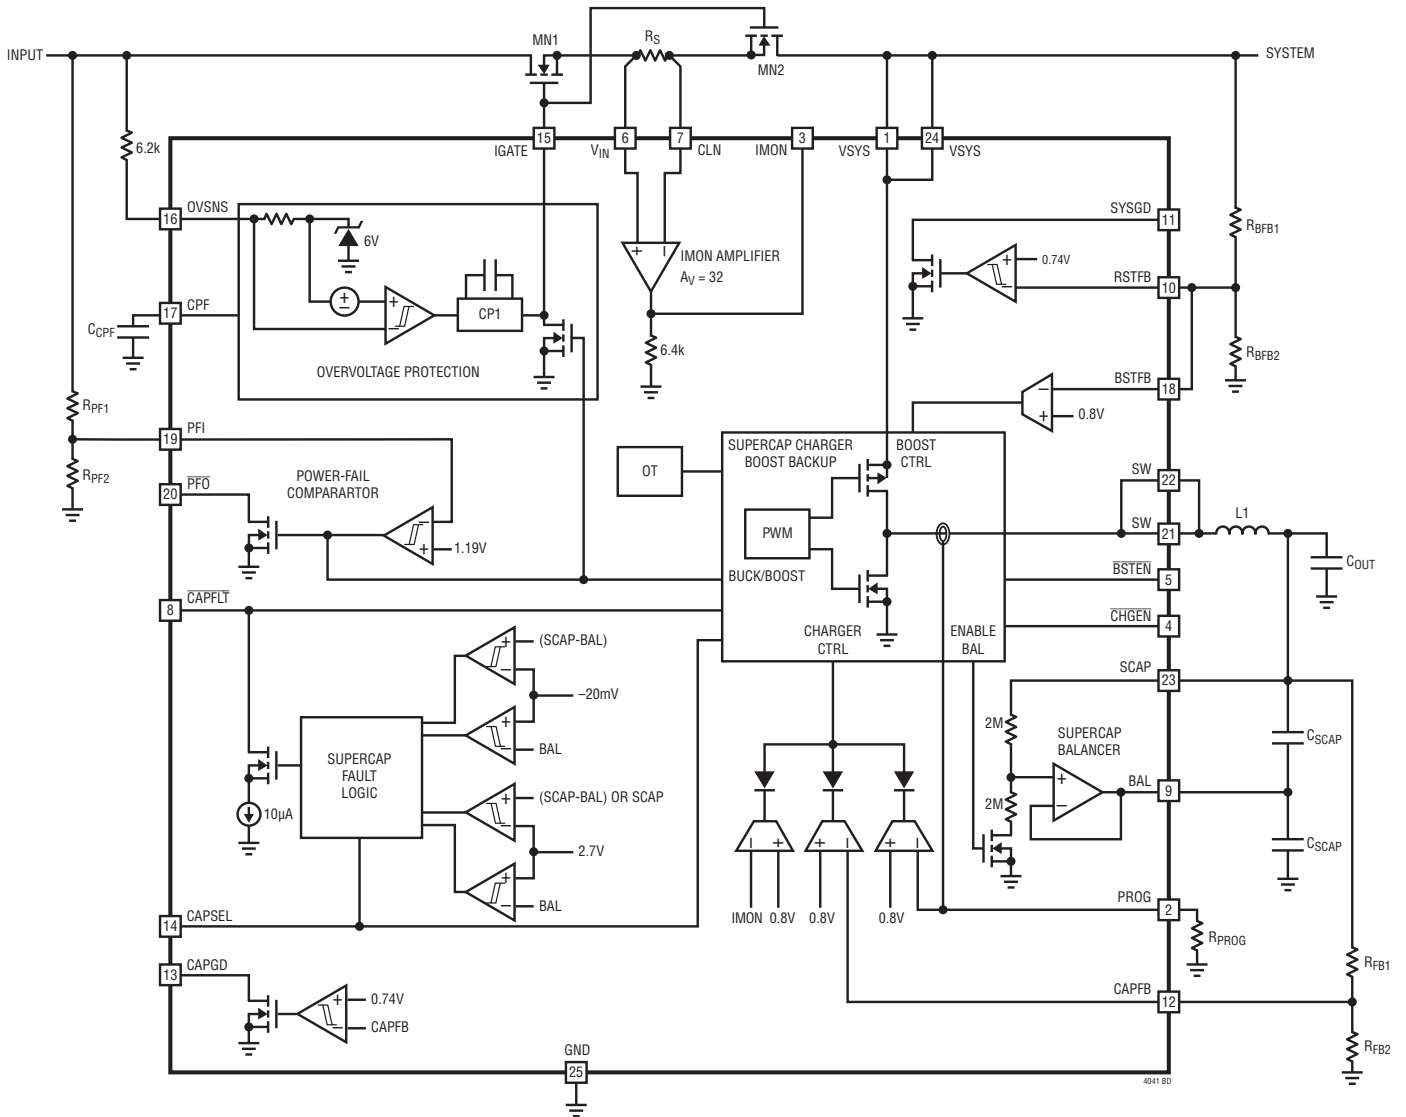 INPUT
MN1
RS
MN2
SYSTEM
6.2k
15
6
7
3
1
24
IGATE
VIN
CLN
IMON
VSYS
VSYS
16
OVSNS
6V
+
–
+
–
CP1
OVERVOLTAGE PROTECTION
17
CPF
CCPF
+
–
IMON AMPLIFIER
AV = 32
6.4k
SYSGD
11
+
–
0.74V
RSTFB
10
RBFB1
RBFB2
BSTFB
18
–
+
0.8V
RPF1
RPF2
19
PFI
20
PFO
POWER-FAIL
COMPARARTOR
–
+
1.19V
OT
SUPERCAP CHARGER
BOOST BACKUP
BOOST
CTRL
PWM
BUCK/BOOST
CHARGER
CTRL
ENABLE
BAL
SW
22
SW
21
L1
COUT
BSTEN
5
CHGEN
4
SCAP
23
8
CAPFLT
+
–
(SCAP-BAL)
–20mV
+
–
BAL
SUPERCAP
FAULT
LOGIC
10µA
+
–
(SCAP-BAL) OR SCAP
2.7V
+
–
BAL
2M
2M
SUPERCAP
BALANCER
+
–
BAL
9
CSCAP
CSCAP
–
+
+
–
+
–
IMON
0.8V
0.8V
0.8V
PROG
2
RPROG
14
CAPSEL
13
CAPGD
+
–
0.74V
CAPFB
CAPFB
12
RFB1
RFB2
GND
25
4041 BD